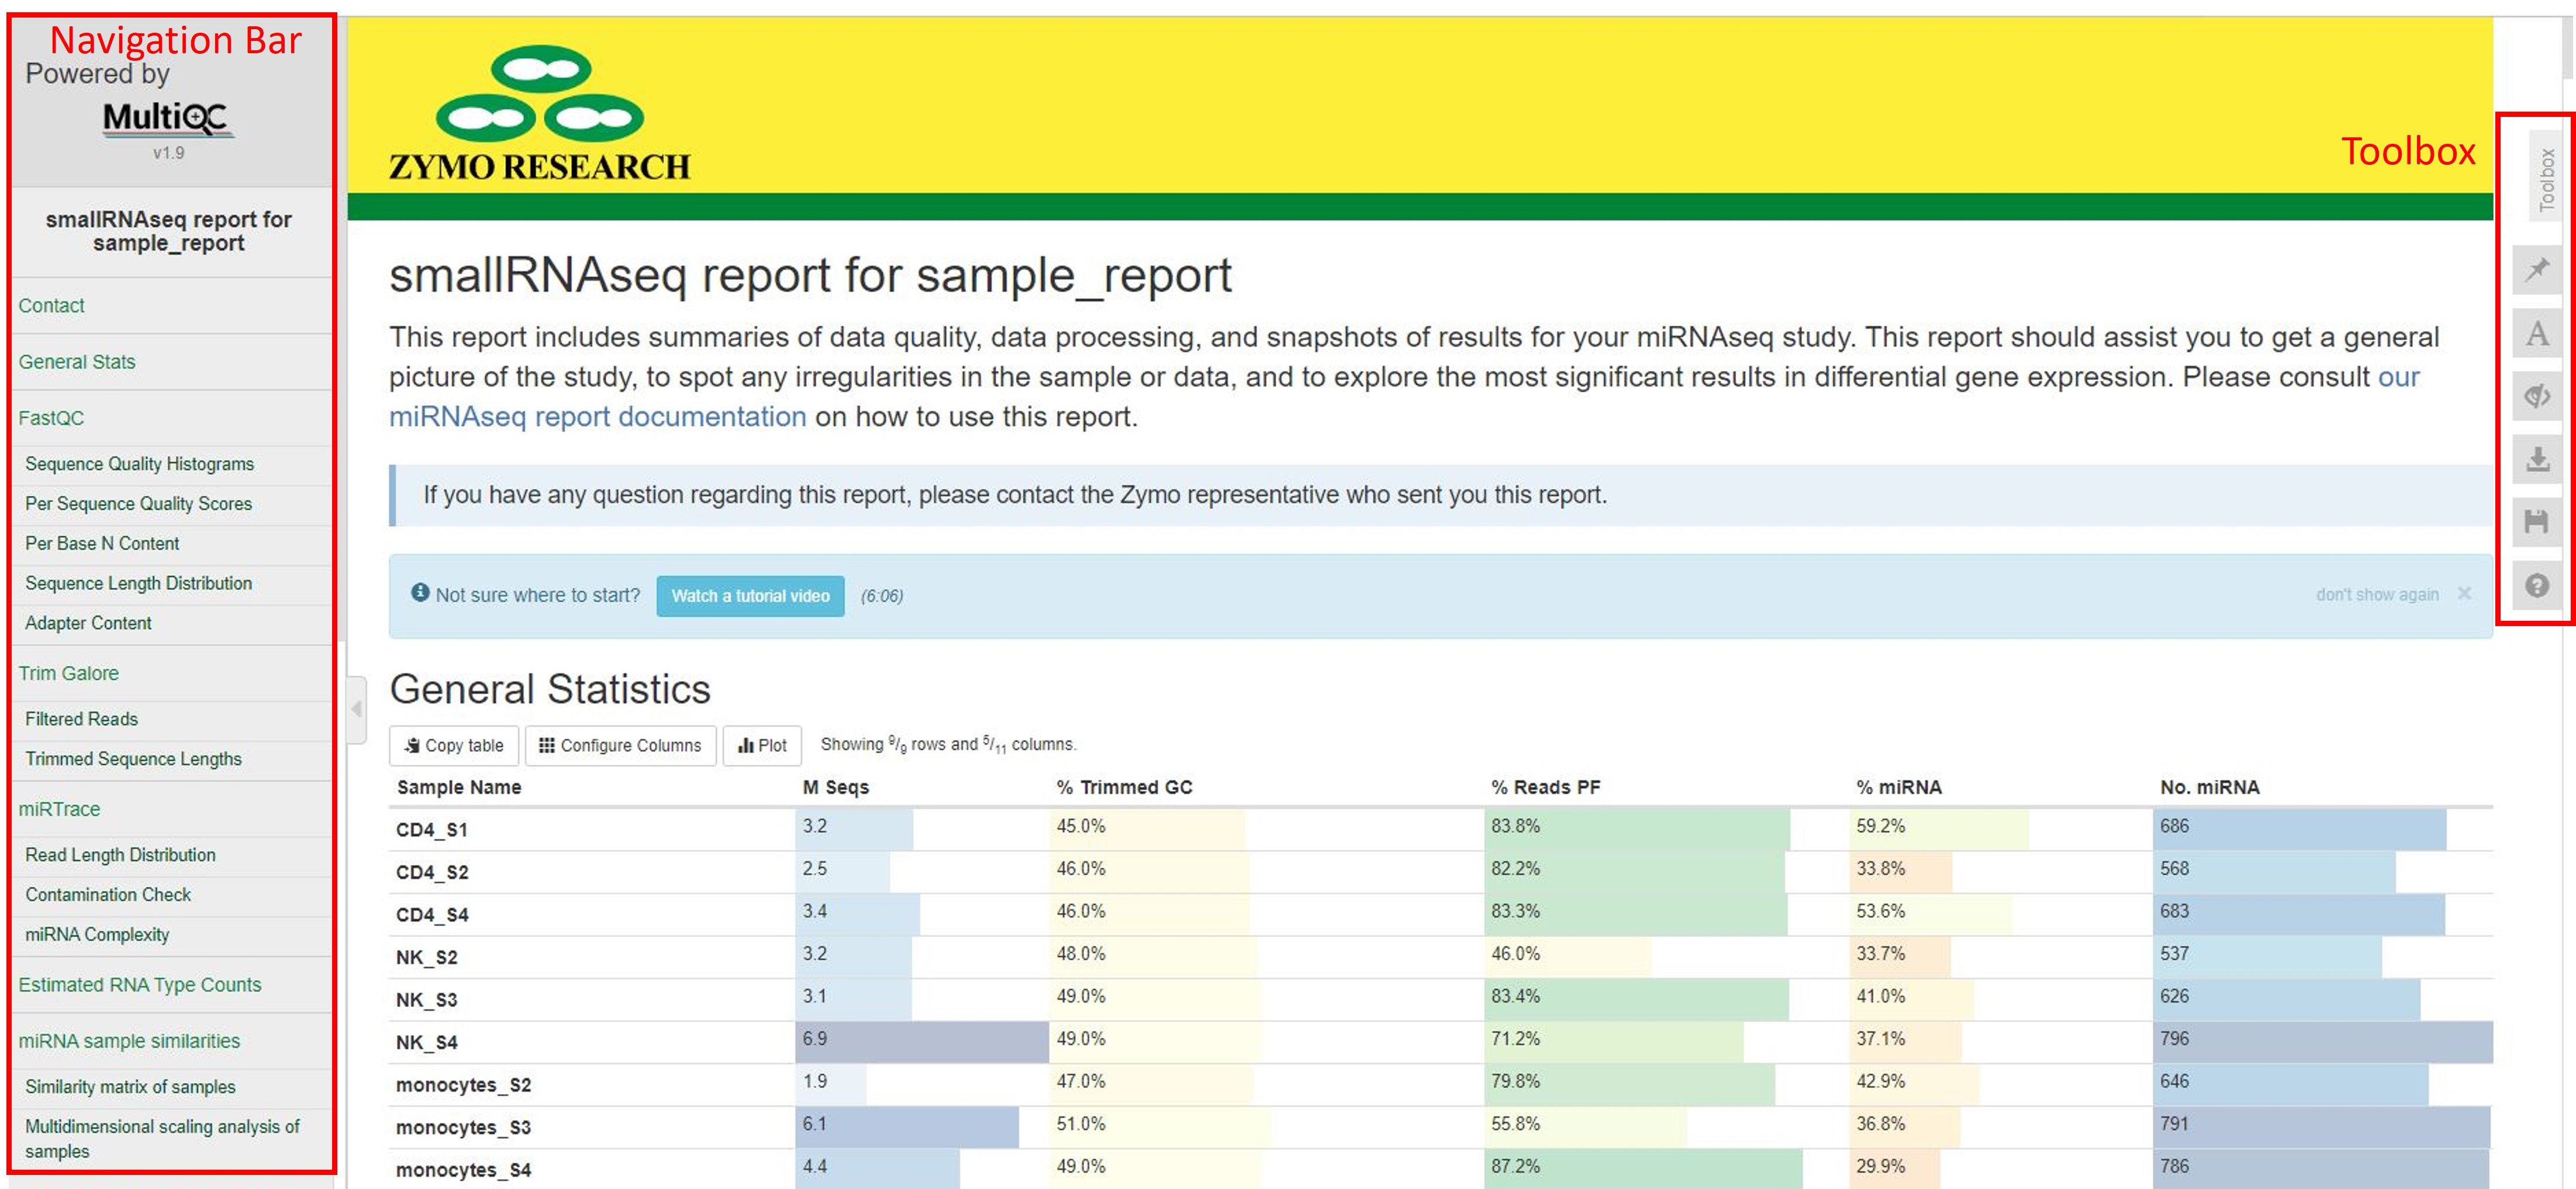 Navigation Bar
Powered by
MultiQC
v1.9
smallRNAseq report for
sample_report
Contact
General Stats
FastQC
Sequence Quality Histograms
Per Sequence Quality Scores
Per Base N Content
Sequence Length Distribution
Adapter Content
Trim Galore
Filtered Reads
Trimmed Sequence Lengths
miRTrace
Read Length Distribution
Contamination Check
miRNA Complexity
Estimated RNA Type Counts
miRNA sample similarities
Similarity matrix of samples
Multidimensional scaling analysis of
samples
ZYMO RESEARCH
Toolbox
Toolbox
A
smallRNAseq report for sample_report
This report includes summaries of data quality, data processing, and snapshots of results for your miRNAseq study. This report should assist you to get a general
picture of the study, to spot any irregularities in the sample or data, and to explore the most significant results in differential gene expression. Please consult our
miRNAseq report documentation on how to use this report.
If you have any question regarding this report, please contact the Zymo representative who sent you this report.
Not sure where to start? Watch a tutorial video (6:06) don't show again ×
General Statistics
Copy table Configure Columns Plot Showing 9/9 rows and 5/11 columns.
Sample Name M Seqs % Trimmed GC % Reads PF % miRNA No. miRNA
CD4_S1 3.2 45.0% 83.8% 59.2% 686
CD4_S2 2.5 46.0% 82.2% 33.8% 568
CD4_S4 3.4 46.0% 83.3% 53.6% 683
NK_S2 3.2 48.0% 46.0% 33.7% 537
NK_S3 3.1 49.0% 83.4% 41.0% 626
NK_S4 6.9 49.0% 71.2% 37.1% 796
monocytes_S2 1.9 47.0% 79.8% 42.9% 646
monocytes_S3 6.1 51.0% 55.8% 36.8% 791
monocytes_S4 4.4 49.0% 87.2% 29.9% 786